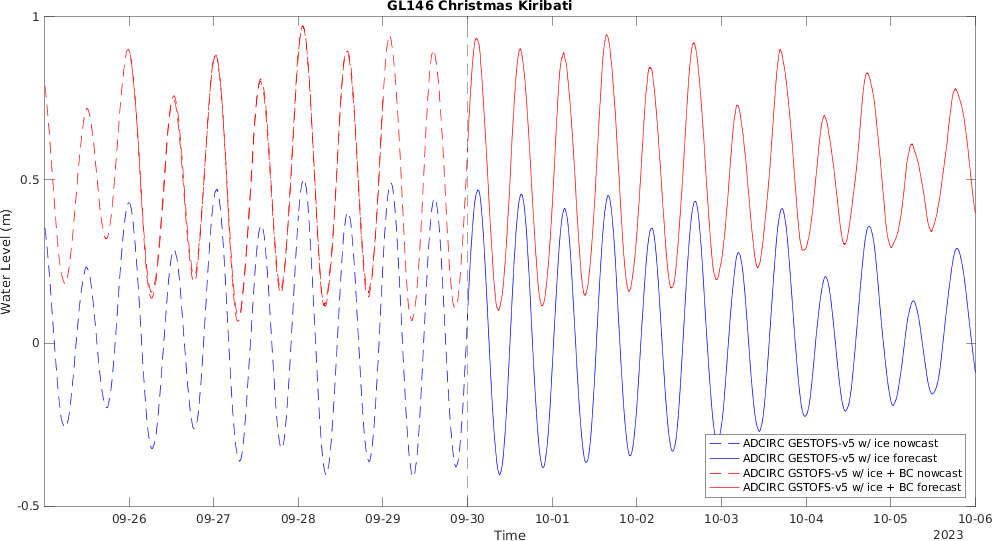 GL146 Christmas Kiribati
Water Level (m)
1
0.5
0
-0.5
ADCIRC GESTOFS-v5 w/ ice nowcast
ADCIRC GESTOFS-v5 w/ ice forecast
ADCIRC GSTOFS-v5 w/ ice + BC nowcast
ADCIRC GSTOFS-v5 w/ ice + BC forecast
09-26 09-27 09-28 09-29 09-30 10-01 10-02 10-03 10-04 10-05 10-06
Time
2023